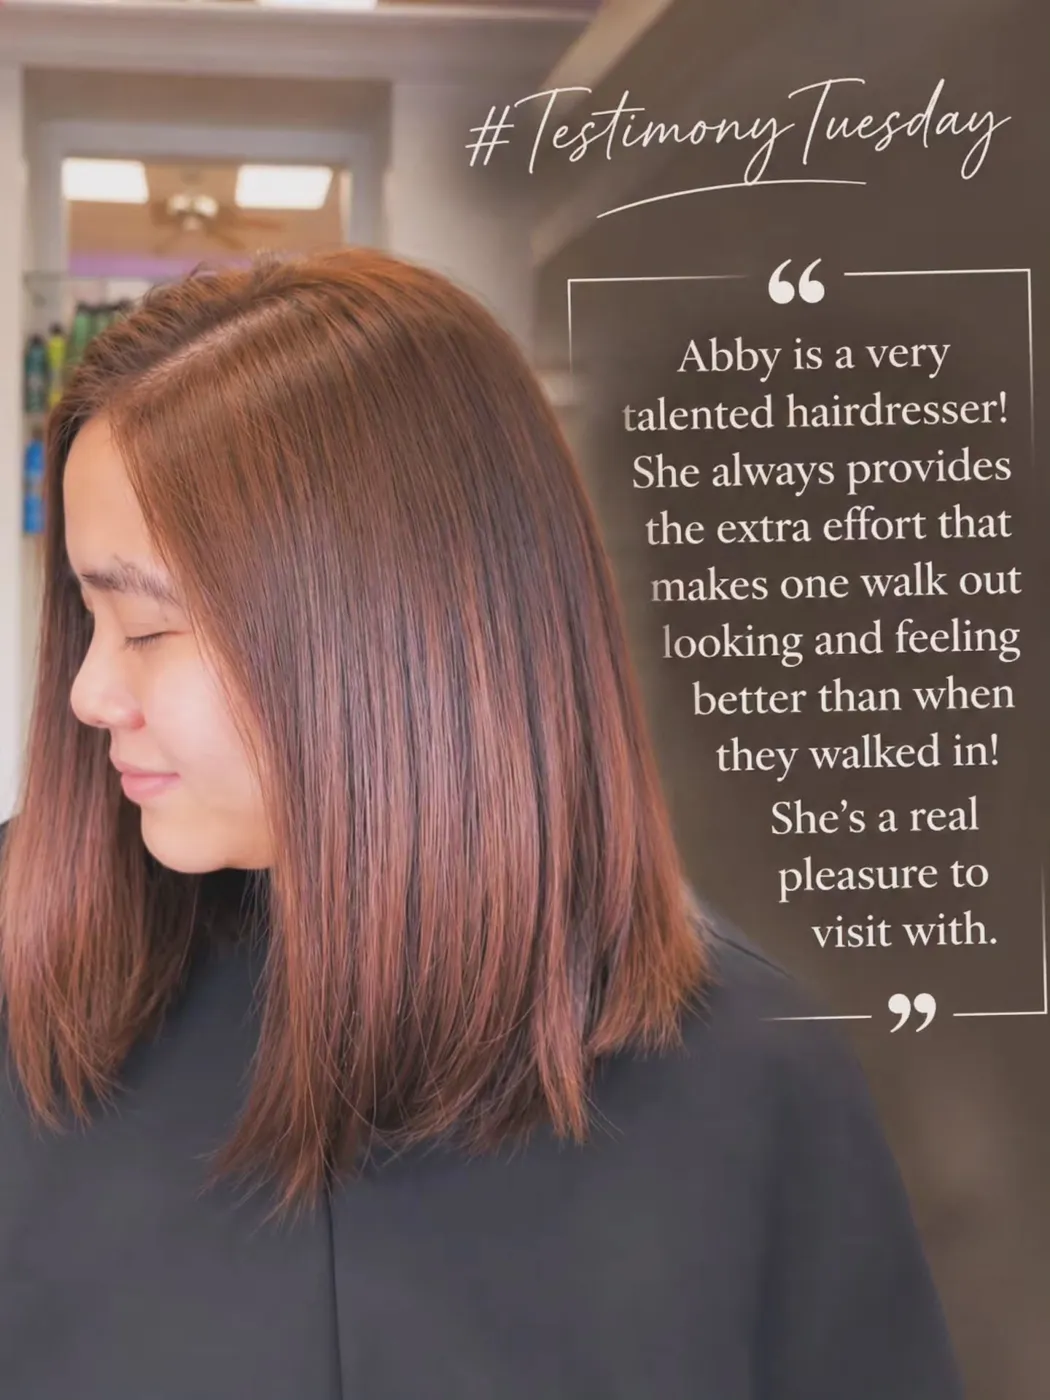 #TestimonyTuesday
“
Abby is a very
talented hairdresser!
She always provides
the extra effort that
makes one walk out
looking and feeling
better than when
they walked in!
She’s a real
pleasure to
visit with.
”